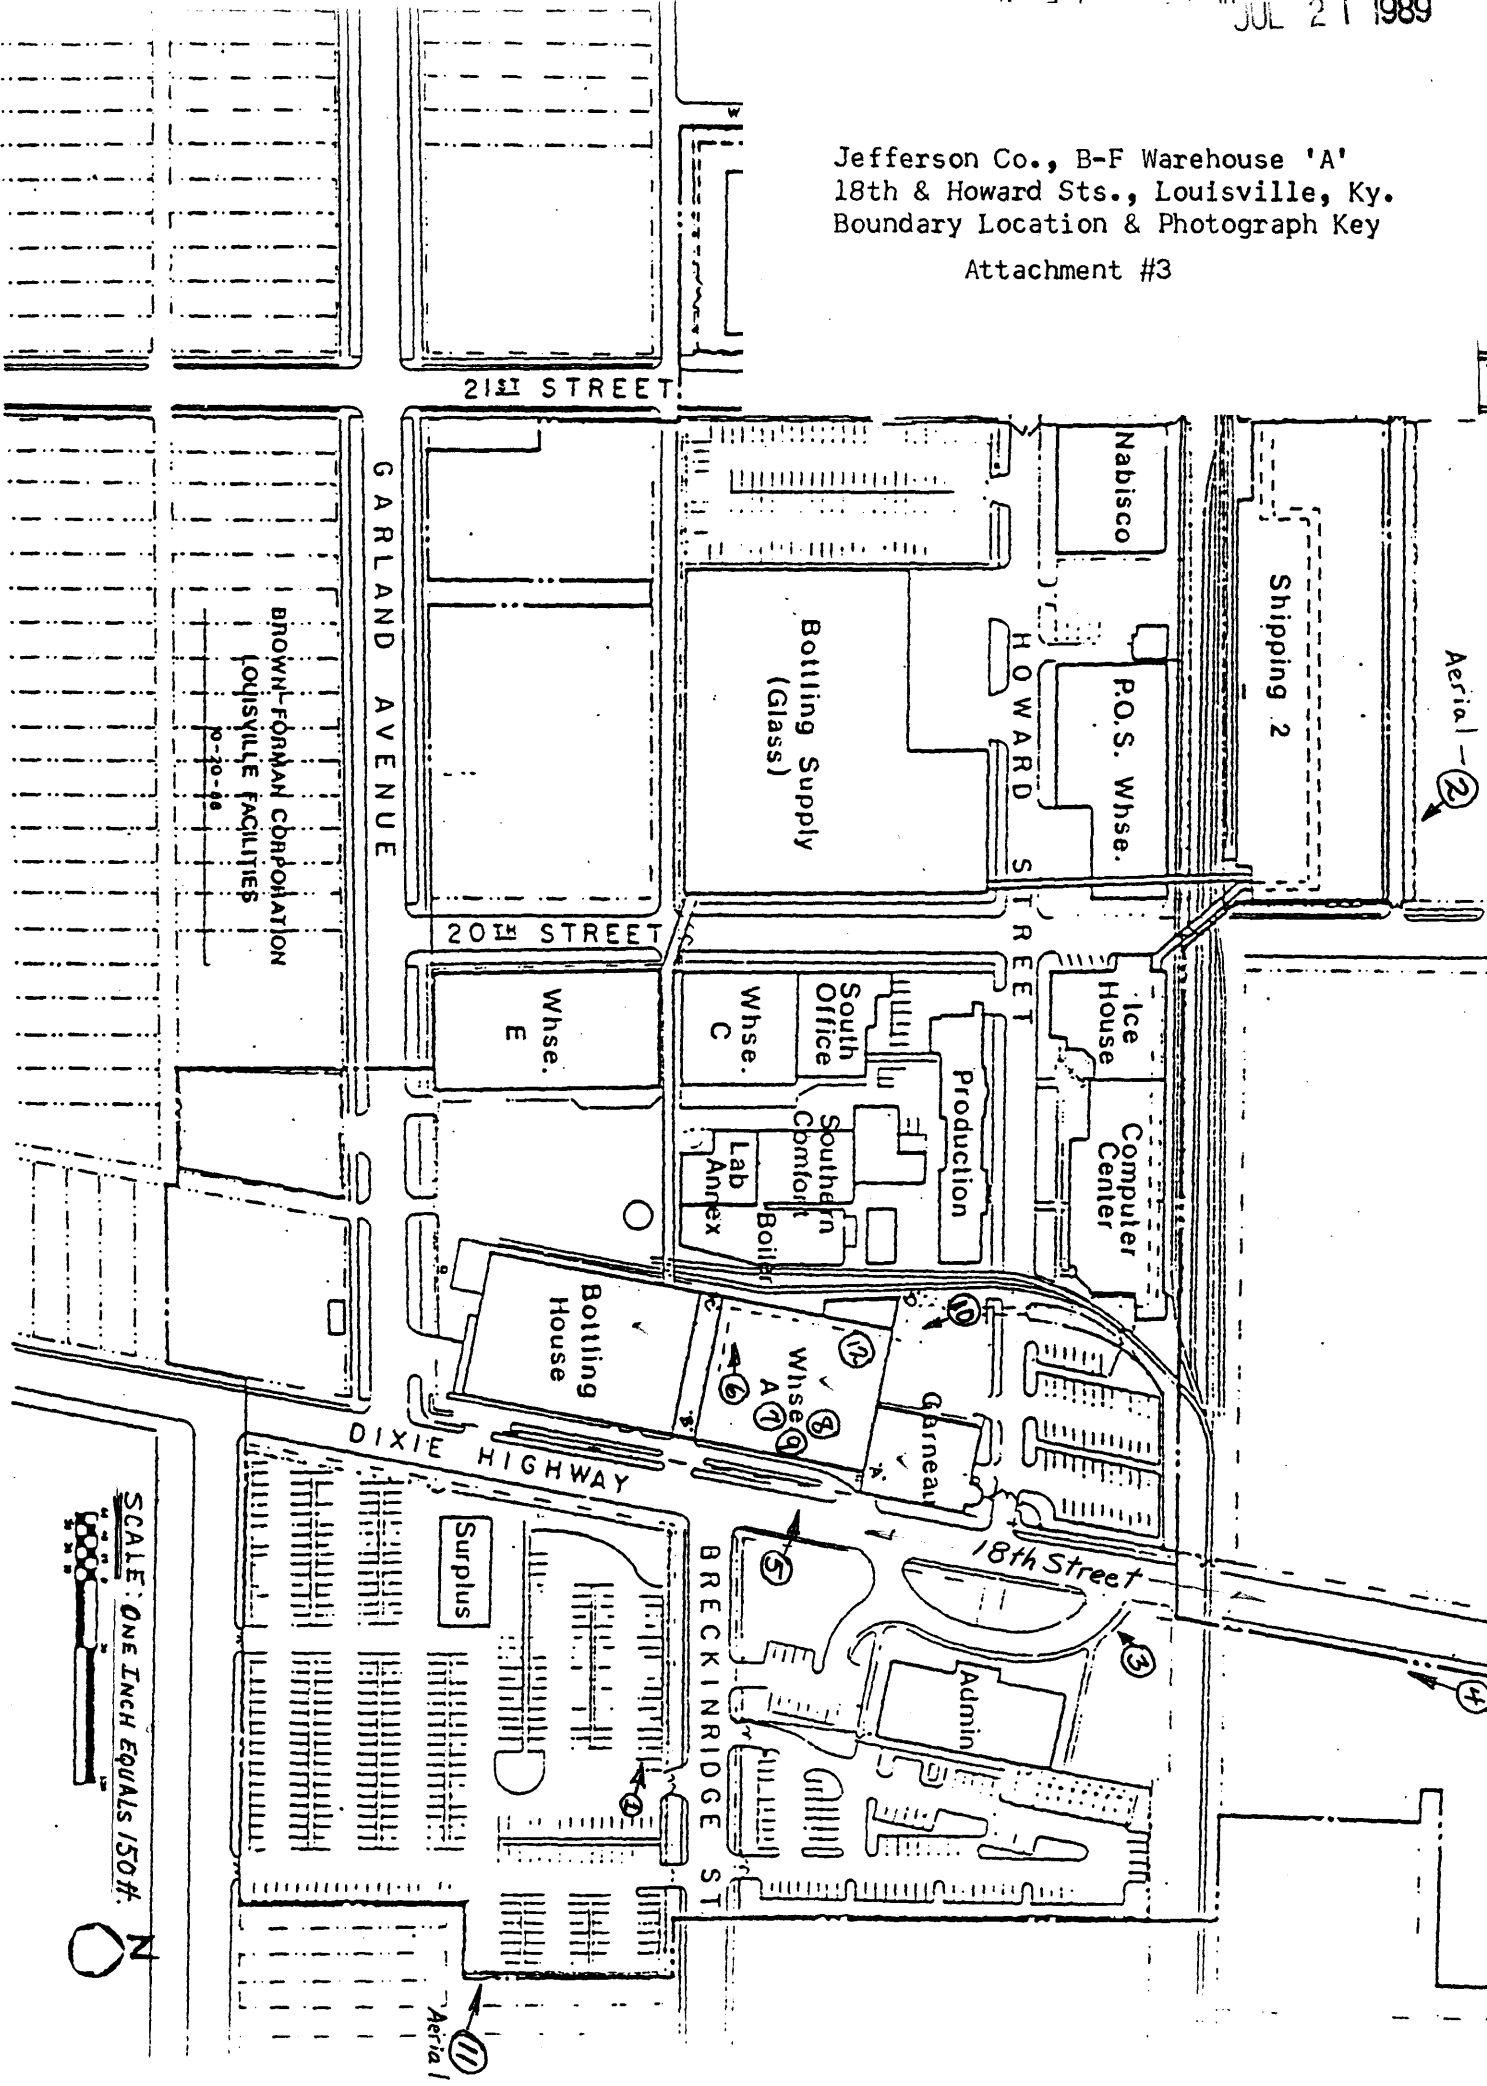 JUL 21 1989
Jefferson Co., B-F Warehouse 'A'
18th & Howard Sts., Louisville, Ky.
Boundary Location & Photograph Key
Attachment #3
W
21ST STREET
GARLAND AVENUE
Nabisco
Shipping 2
Aerial - 2
HOWARD STREET
P.O.S. Whse.
Bottling Supply
(Glass)
BROWN-FORMAN CORPORATION
LOUISVILLE FACILITIES
20TH STREET
Whse.
E
Whse.
C
South
Office
Ice
House
Production
Computer
Center
Southern
Comfort
Lab
Annex
Boiler
Bottling
House
"C"
"D"
10
12
Whse
A
6
7
8
9
"B"
"A"
Garneau
DIXIE HIGHWAY
18th Street
5
3
4
Surplus
BRECKINRIDGE ST
Admin
1
SCALE: ONE INCH EQUALS 150 ft.
N
11
Aerial